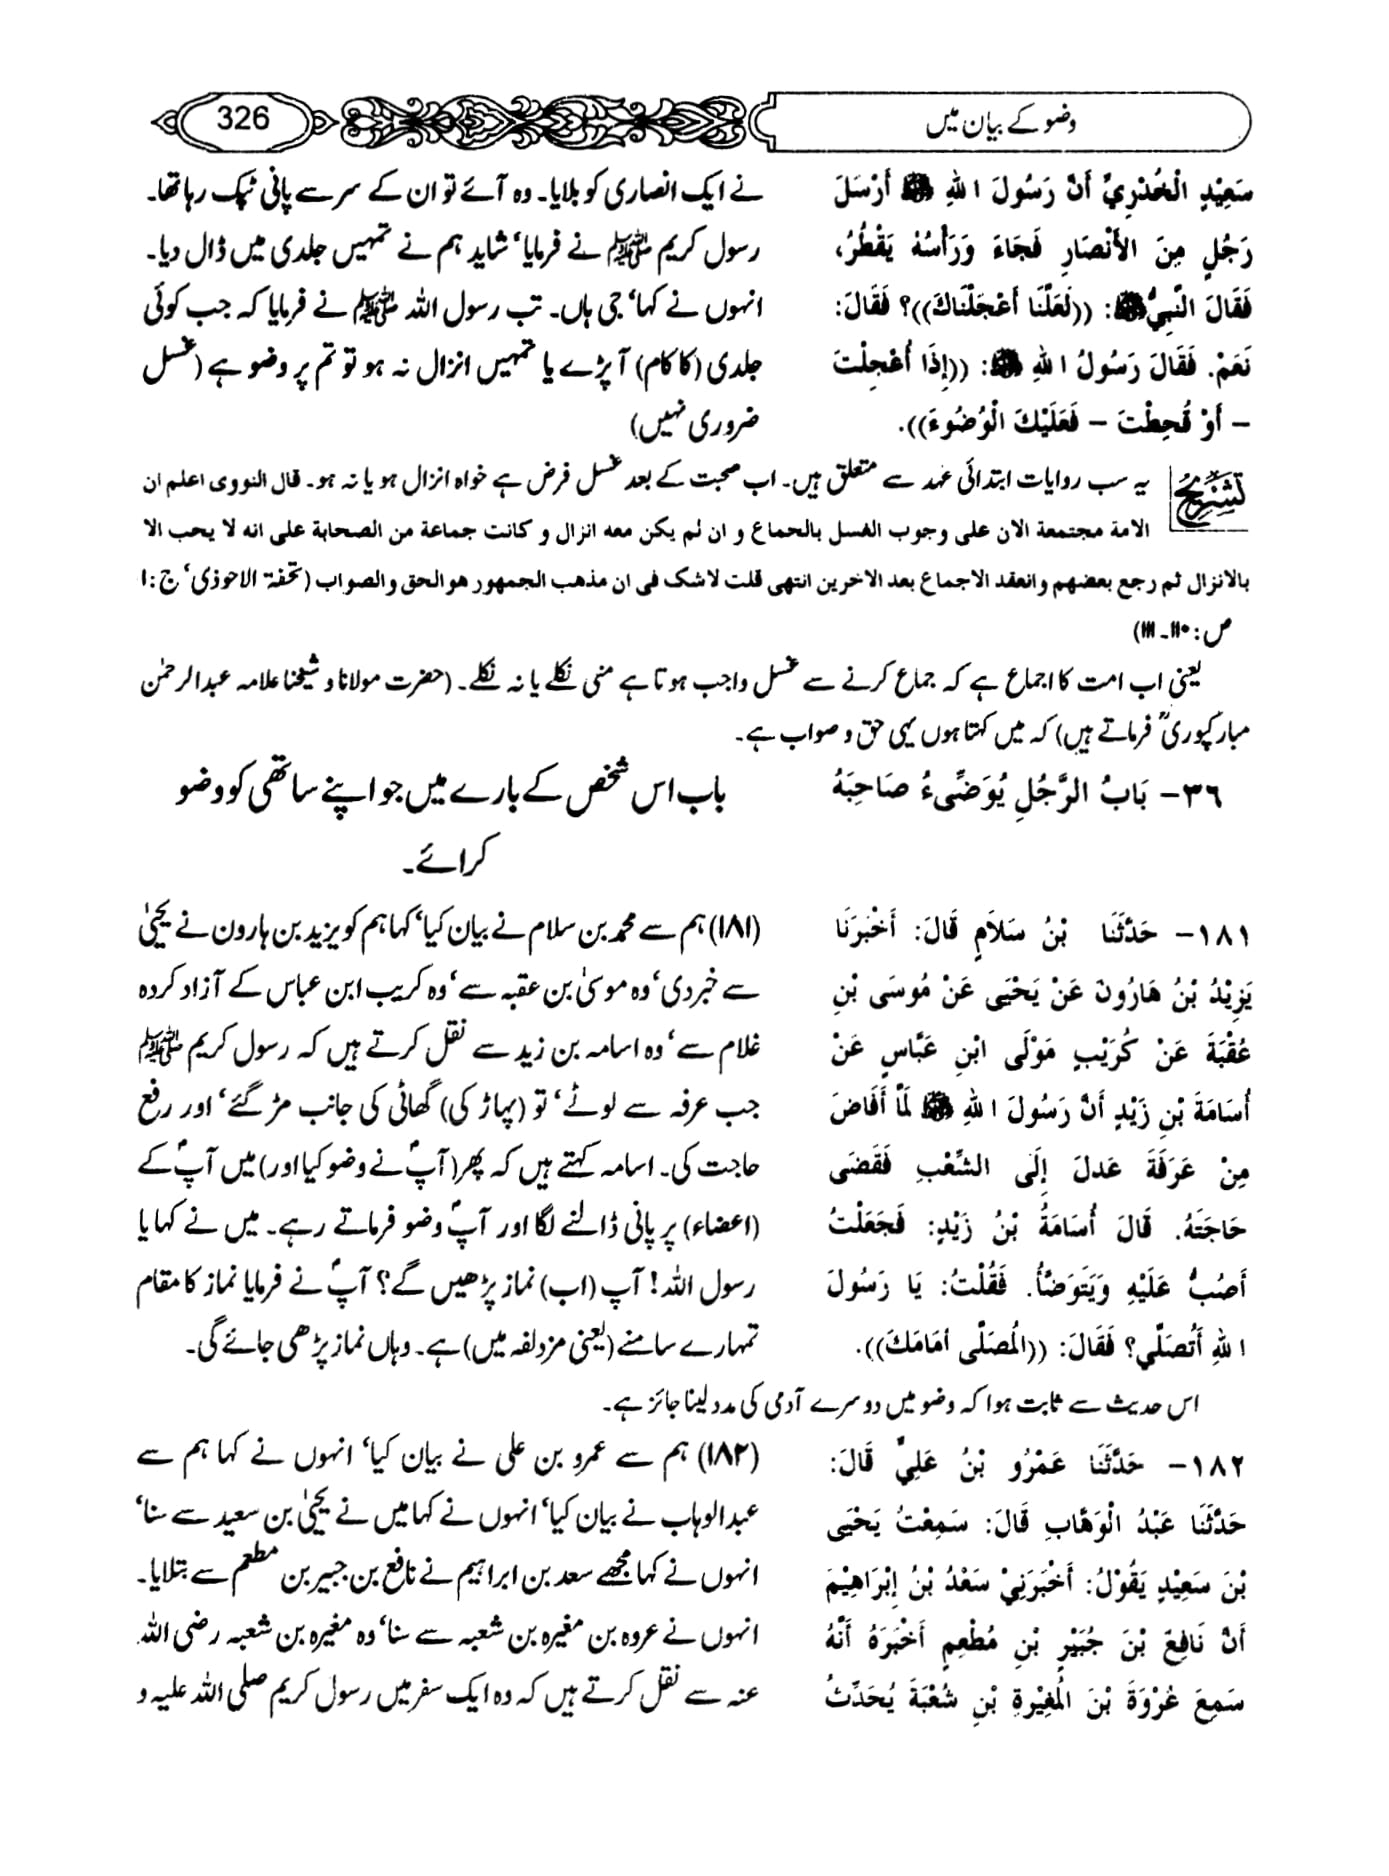 وضو کے بیان میں
326
سَعِيْدٍ الْخُدْرِيِّ أَنَّ رَسُولَ ا للهِ ﷺ أَرْسَلَ
رَجُلٍ مِنَ الأَنْصَارِ فَجَاءَ وَرَأْسُهُ يَقْطُرُ،
فَقَالَ النَّبِيُّ ﷺ: ((لَعَلَّنَا أَعْجَلْنَاكَ))؟ فَقَالَ:
نَعَمْ. فَقَالَ رَسُولُ ا للهِ ﷺ: ((إِذَا أُعْجِلْتَ
– أَوْ قُحِطْتَ – فَعَلَيْكَ الْوُضُوءَ)).
نے ایک انصاری کو بلایا۔ وہ آئے تو ان کے سر سے پانی ٹپک رہا تھا۔
رسول کریم ﷺ نے فرمایا‘ شاید ہم نے تمہیں جلدی میں ڈال دیا۔
انہوں نے کہا‘ جی ہاں۔ تب رسول اللہ ﷺ نے فرمایا کہ جب کوئی
جلدی (کا کام) آ پڑے یا تمہیں انزال نہ ہو تو تم پر وضو ہے (غسل
ضروری نہیں)
تشریح
یہ سب روایات ابتدائی عہد سے متعلق ہیں۔ اب صحبت کے بعد غسل فرض ہے خواہ انزال ہو یا نہ ہو۔ قال النووی اعلم ان
الامة مجتمعة الان علی وجوب الغسل بالجماع و ان لم یکن معه انزال و کانت جماعة من الصحابة علی انه لا یجب الا
بالانزال ثم رجع بعضهم وانعقد الاجماع بعد الاخرین انتهی قلت لاشک فی ان مذهب الجمهور هو الحق والصواب (تحفۃ الاحوذی‘ ج:۱
ص:۱۱۰۔۱۱۱)
یعنی اب امت کا اجماع ہے کہ جماع کرنے سے غسل واجب ہوتا ہے منی نکلے یا نہ نکلے۔ (حضرت مولانا و شیخنا علامہ عبدالرحمٰن
مبارکپوریؒ فرماتے ہیں) کہ میں کہتا ہوں یہی حق و صواب ہے۔
٣٦– بَابُ الرَّجُلِ يُوَضِّيءُ صَاحِبَهُ
باب اس شخص کے بارے میں جو اپنے ساتھی کو وضو
کرائے۔
١٨١– حَدَّثَنَا بْنُ سَلاَمٍ قَالَ: أَخْبَرَنَا
يَزِيْدُ بْنُ هَارُونَ عَنْ يَحْيَى عَنْ مُوسَى بْنِ
عُقْبَةَ عَنْ كُرَيْبٍ مَوْلَى ابْنِ عَبَّاسٍ عَنْ
أُسَامَةَ بْنِ زَيْدٍ أَنَّ رَسُولَ ا للهِ ﷺ لَمَّا أَفَاضَ
مِنْ عَرَفَةَ عَدلَ إِلَى الشِّعْبِ فَقَضَى
حَاجَتَهُ. قَالَ أُسَامَةُ بْنُ زَيْدٍ: فَجَعَلْتُ
أَصُبُّ عَلَيْهِ وَيَتَوَضَّأُ. فَقُلْتُ: يَا رَسُولَ
ا للهِ أَتُصَلِّي؟ فَقَالَ: ((الْمُصَلَّى أَمَامَكَ)).
(۱۸۱) ہم سے محمد بن سلام نے بیان کیا‘ کہا ہم کو یزید بن ہارون نے یحییٰ
سے خبر دی‘ وہ موسیٰ بن عقبہ سے‘ وہ کریب ابن عباس کے آزاد کردہ
غلام سے‘ وہ اسامہ بن زید سے نقل کرتے ہیں کہ رسول کریم ﷺ
جب عرفہ سے لوٹے‘ تو (پہاڑ کی) گھاٹی کی جانب مڑ گئے‘ اور رفع
حاجت کی۔ اسامہ کہتے ہیں کہ پھر (آپؐ نے وضو کیا اور) میں آپؐ کے
(اعضاء) پر پانی ڈالنے لگا اور آپؐ وضو فرماتے رہے۔ میں نے کہا یا
رسول اللہ! آپ (اب) نماز پڑھیں گے؟ آپؐ نے فرمایا نماز کا مقام
تمہارے سامنے (یعنی مزدلفہ میں) ہے۔ وہاں نماز پڑھی جائے گی۔
اس حدیث سے ثابت ہوا کہ وضو میں دوسرے آدمی کی مدد لینا جائز ہے۔
١٨٢– حَدَّثَنَا عَمْرُو بْنُ عَلِيٍّ قَالَ:
حَدَّثَنَا عَبْدُ الْوَهَّابِ قَالَ: سَمِعْتُ يَحْيَى
بْنَ سَعِيْدٍ يَقُوْلُ: أَخْبَرَنِيْ سَعْدُ بْنُ إِبْرَاهِيْمَ
أَنَّ نَافِعَ بْنَ جُبَيْرٍ بْنِ مُطْعِمٍ أَخْبَرَهُ أَنَّهُ
سَمِعَ عُرْوَةَ بْنَ الْمُغِيْرةِ بْنِ شُعْبَةَ يُحَدِّثُ
(۱۸۲) ہم سے عمرو بن علی نے بیان کیا‘ انہوں نے کہا ہم سے
عبدالوہاب نے بیان کیا‘ انہوں نے کہا میں نے یحییٰ بن سعید سے سنا‘
انہوں نے کہا مجھے سعد بن ابراہیم نے نافع بن جبیر بن مطعم سے بتلایا۔
انہوں نے عروہ بن مغیرہ بن شعبہ سے سنا‘ وہ مغیرہ بن شعبہ رضی اللہ
عنہ سے نقل کرتے ہیں کہ وہ ایک سفر میں رسول کریم صلی اللہ علیہ و